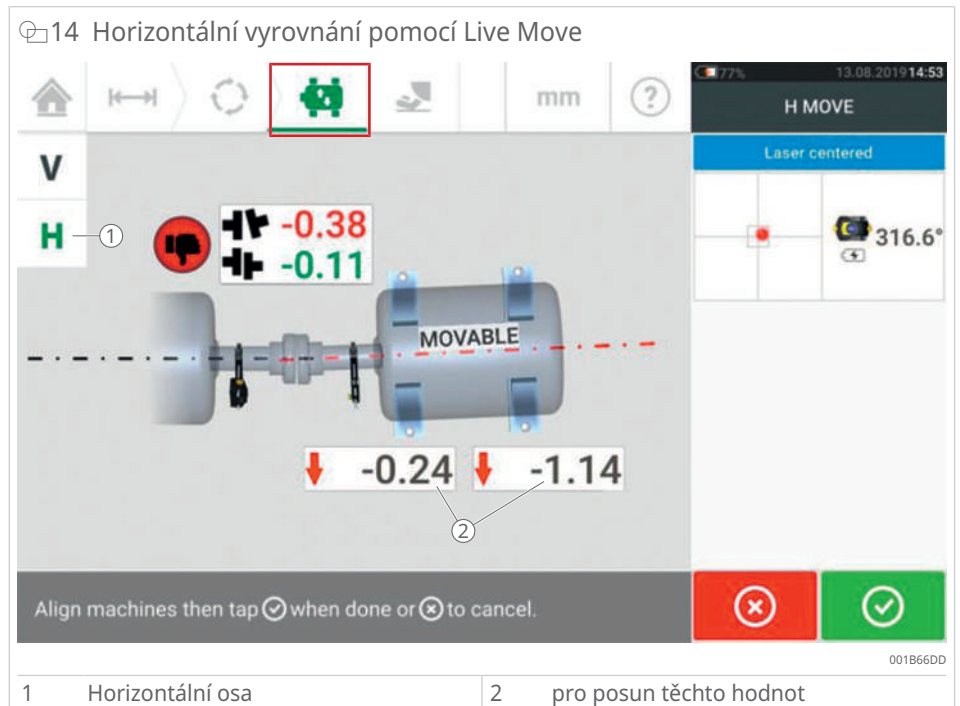 14 Horizontální vyrovnání pomocí Live Move
mm
?
77% 13.08.2019 14:53
H MOVE
Laser centered
316.6°
V
H
1
-0.38
-0.11
MOVABLE
-0.24 -1.14
2
Align machines then tap when done or to cancel.
001B66DD
1 Horizontální osa 2 pro posun těchto hodnot